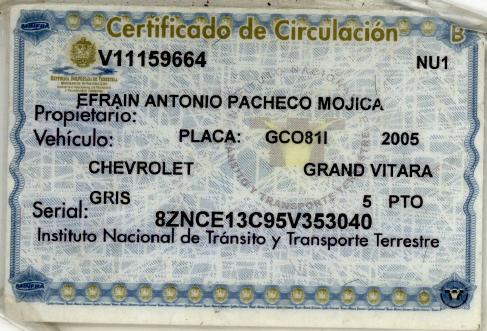 Certificado de Circulación
B
V11159664 NU1
EFRAIN ANTONIO PACHECO MOJICA
Propietario:
Vehículo: PLACA: GCO81I 2005
CHEVROLET GRAND VITARA
GRIS 5 PTO
Serial: 8ZNCE13C95V353040
Instituto Nacional de Tránsito y Transporte Terrestre